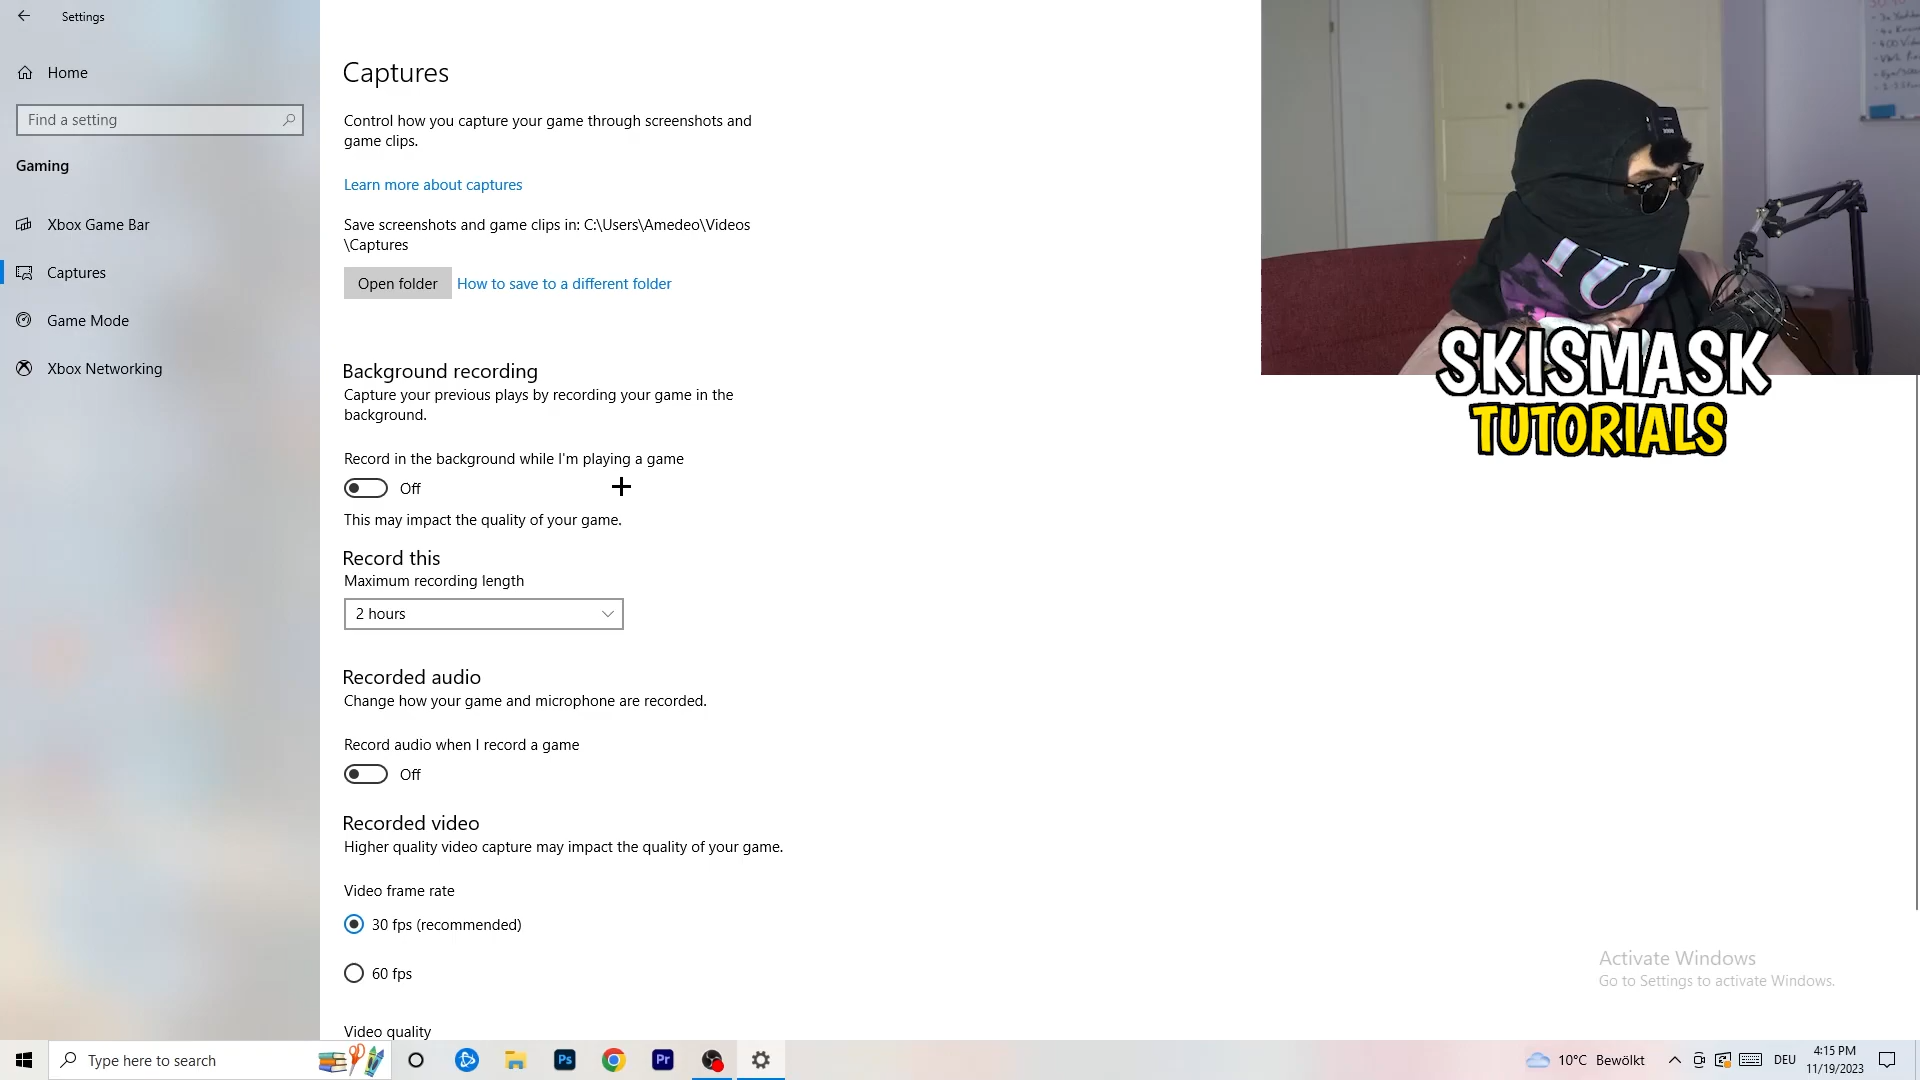 Settings
Home
Find a setting
Gaming
Xbox Game Bar
Captures
Game Mode
Xbox Networking
Captures
Control how you capture your game through screenshots and
game clips.
Learn more about captures
Save screenshots and game clips in: C:\Users\Amedeo\Videos
\Captures
Open folder
How to save to a different folder
Background recording
Capture your previous plays by recording your game in the
background.
Record in the background while I'm playing a game
Off
This may impact the quality of your game.
Record this
Maximum recording length
2 hours
Recorded audio
Change how your game and microphone are recorded.
Record audio when I record a game
Off
Recorded video
Higher quality video capture may impact the quality of your game.
Video frame rate
30 fps (recommended)
60 fps
Video quality
SKISMASK
TUTORIALS
Activate Windows
Go to Settings to activate Windows.
Type here to search
Ps
Pr
10°C Bewölkt
DEU
4:15 PM
11/19/2023